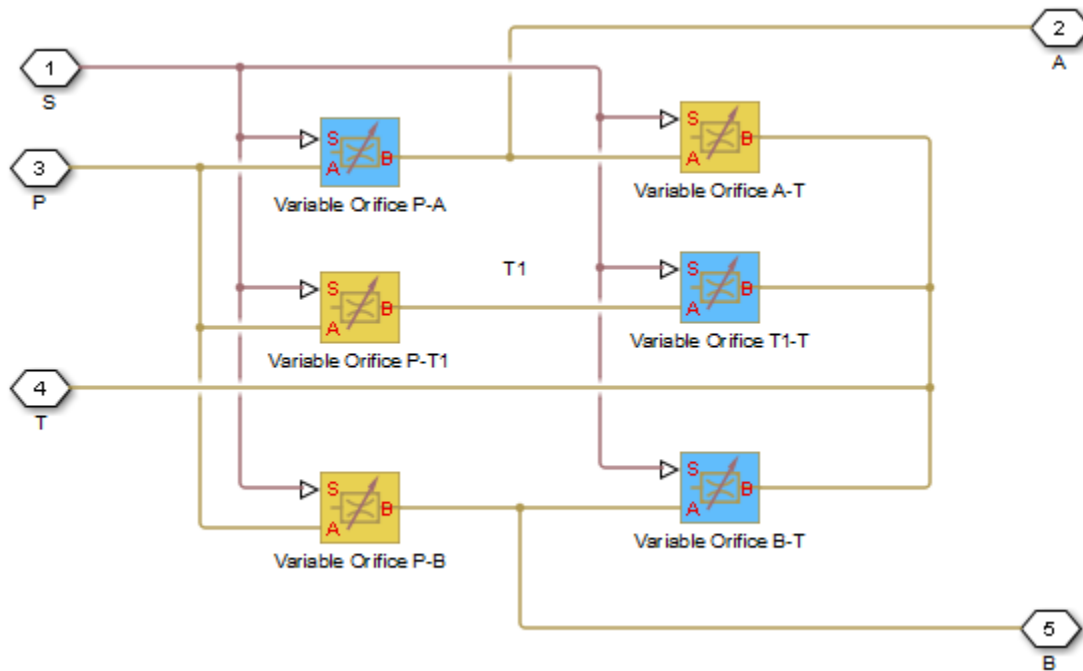 2
A
1
S
S
A
B
Variable Orifice P-A
S
A
B
Variable Orifice A-T
3
P
T1
S
A
B
Variable Orifice P-T1
S
A
B
Variable Orifice T1-T
4
T
S
A
B
Variable Orifice P-B
S
A
B
Variable Orifice B-T
5
B